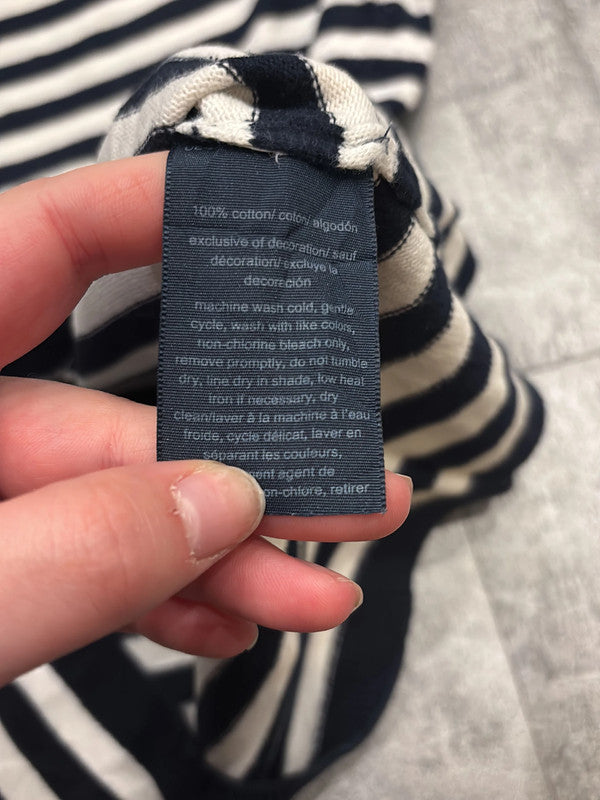 100% cotton/ coton/ algodón
exclusive of decoration/ sauf
décoration/ excluye la
decoración
machine wash cold, gentle
cycle, wash with like colors,
non-chlorine bleach only,
remove promptly, do not tumble
dry, line dry in shade, low heat
iron if necessary, dry
clean/laver à la machine à l'eau
froide, cycle délicat, laver en
séparant les couleurs,
agent de
retirer